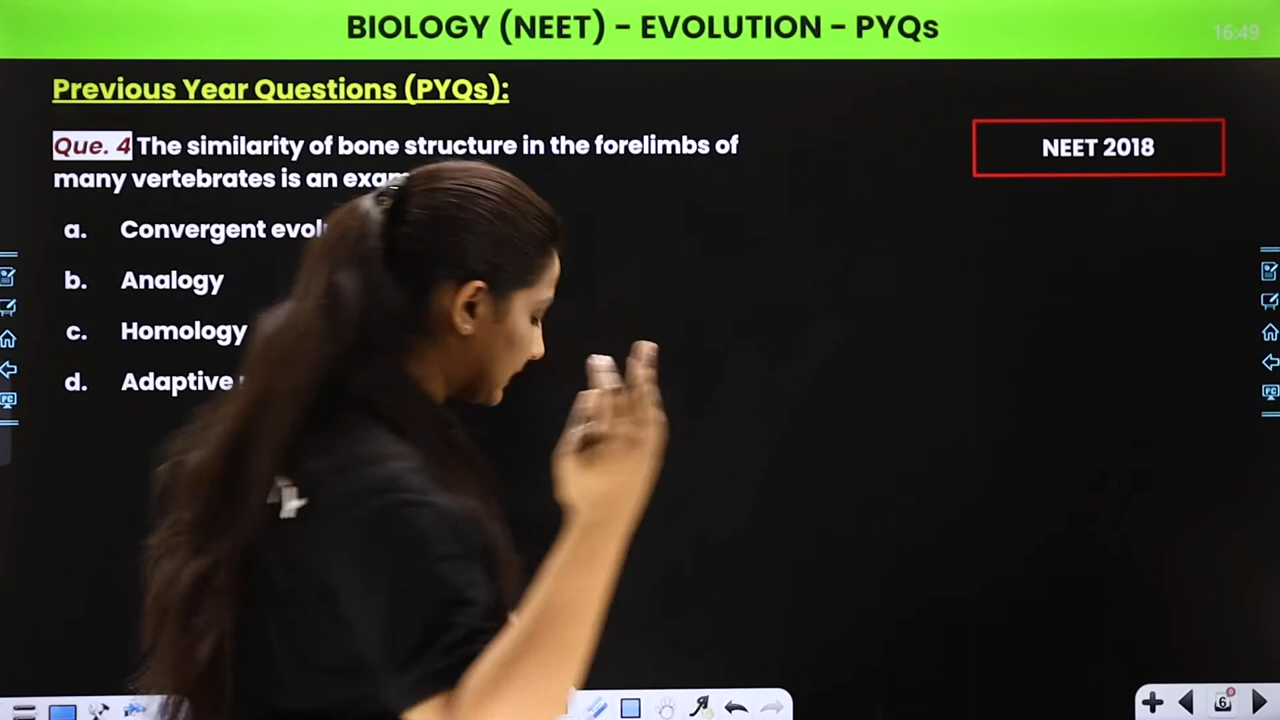 BIOLOGY (NEET) - EVOLUTION - PYQs
16:49
Previous Year Questions (PYQs):
Que. 4 The similarity of bone structure in the forelimbs of
NEET 2018
many vertebrates is an
a. Convergent
b. Analogy
c. Homology
d. Adaptive
6